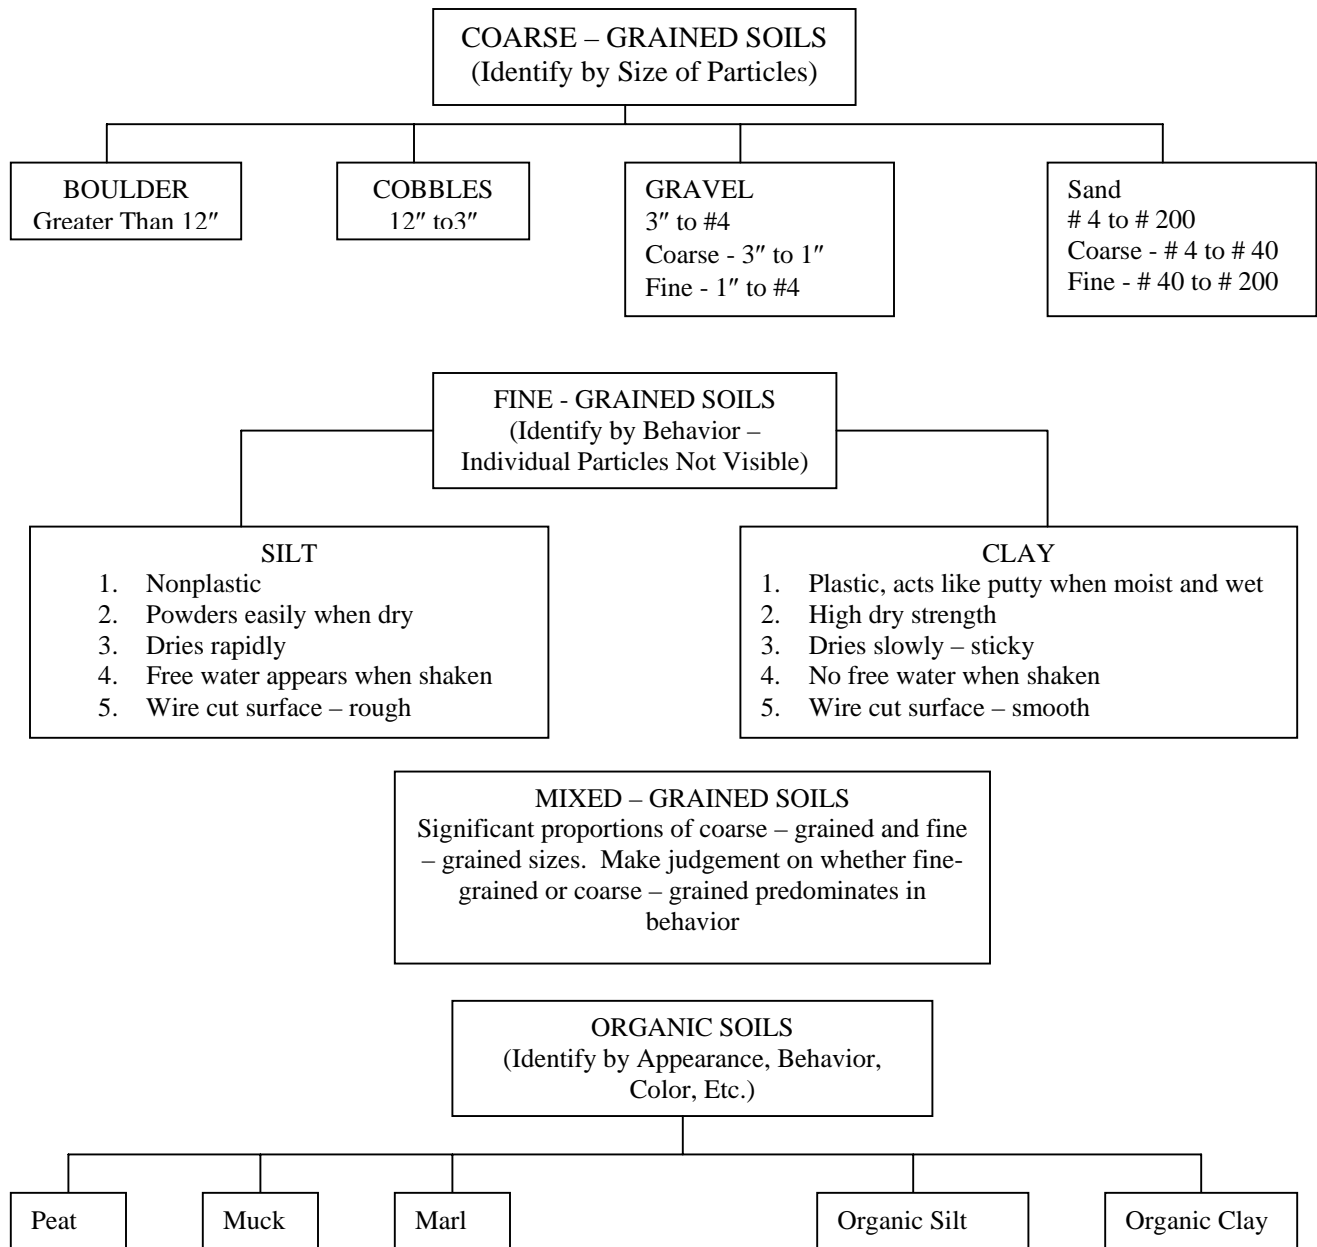 COARSE – GRAINED SOILS
(Identify by Size of Particles)
BOULDER
Greater Than 12″
COBBLES
12″ to3″
GRAVEL
3″ to #4
Coarse - 3″ to 1″
Fine - 1″ to #4
Sand
# 4 to # 200
Coarse - # 4 to # 40
Fine - # 40 to # 200
FINE - GRAINED SOILS
(Identify by Behavior –
Individual Particles Not Visible)
SILT
1. Nonplastic
2. Powders easily when dry
3. Dries rapidly
4. Free water appears when shaken
5. Wire cut surface – rough
CLAY
1. Plastic, acts like putty when moist and wet
2. High dry strength
3. Dries slowly – sticky
4. No free water when shaken
5. Wire cut surface – smooth
MIXED – GRAINED SOILS
Significant proportions of coarse – grained and fine
– grained sizes.  Make judgement on whether fine-
grained or coarse – grained predominates in
behavior
ORGANIC SOILS
(Identify by Appearance, Behavior,
Color, Etc.)
Peat
Muck
Marl
Organic Silt
Organic Clay